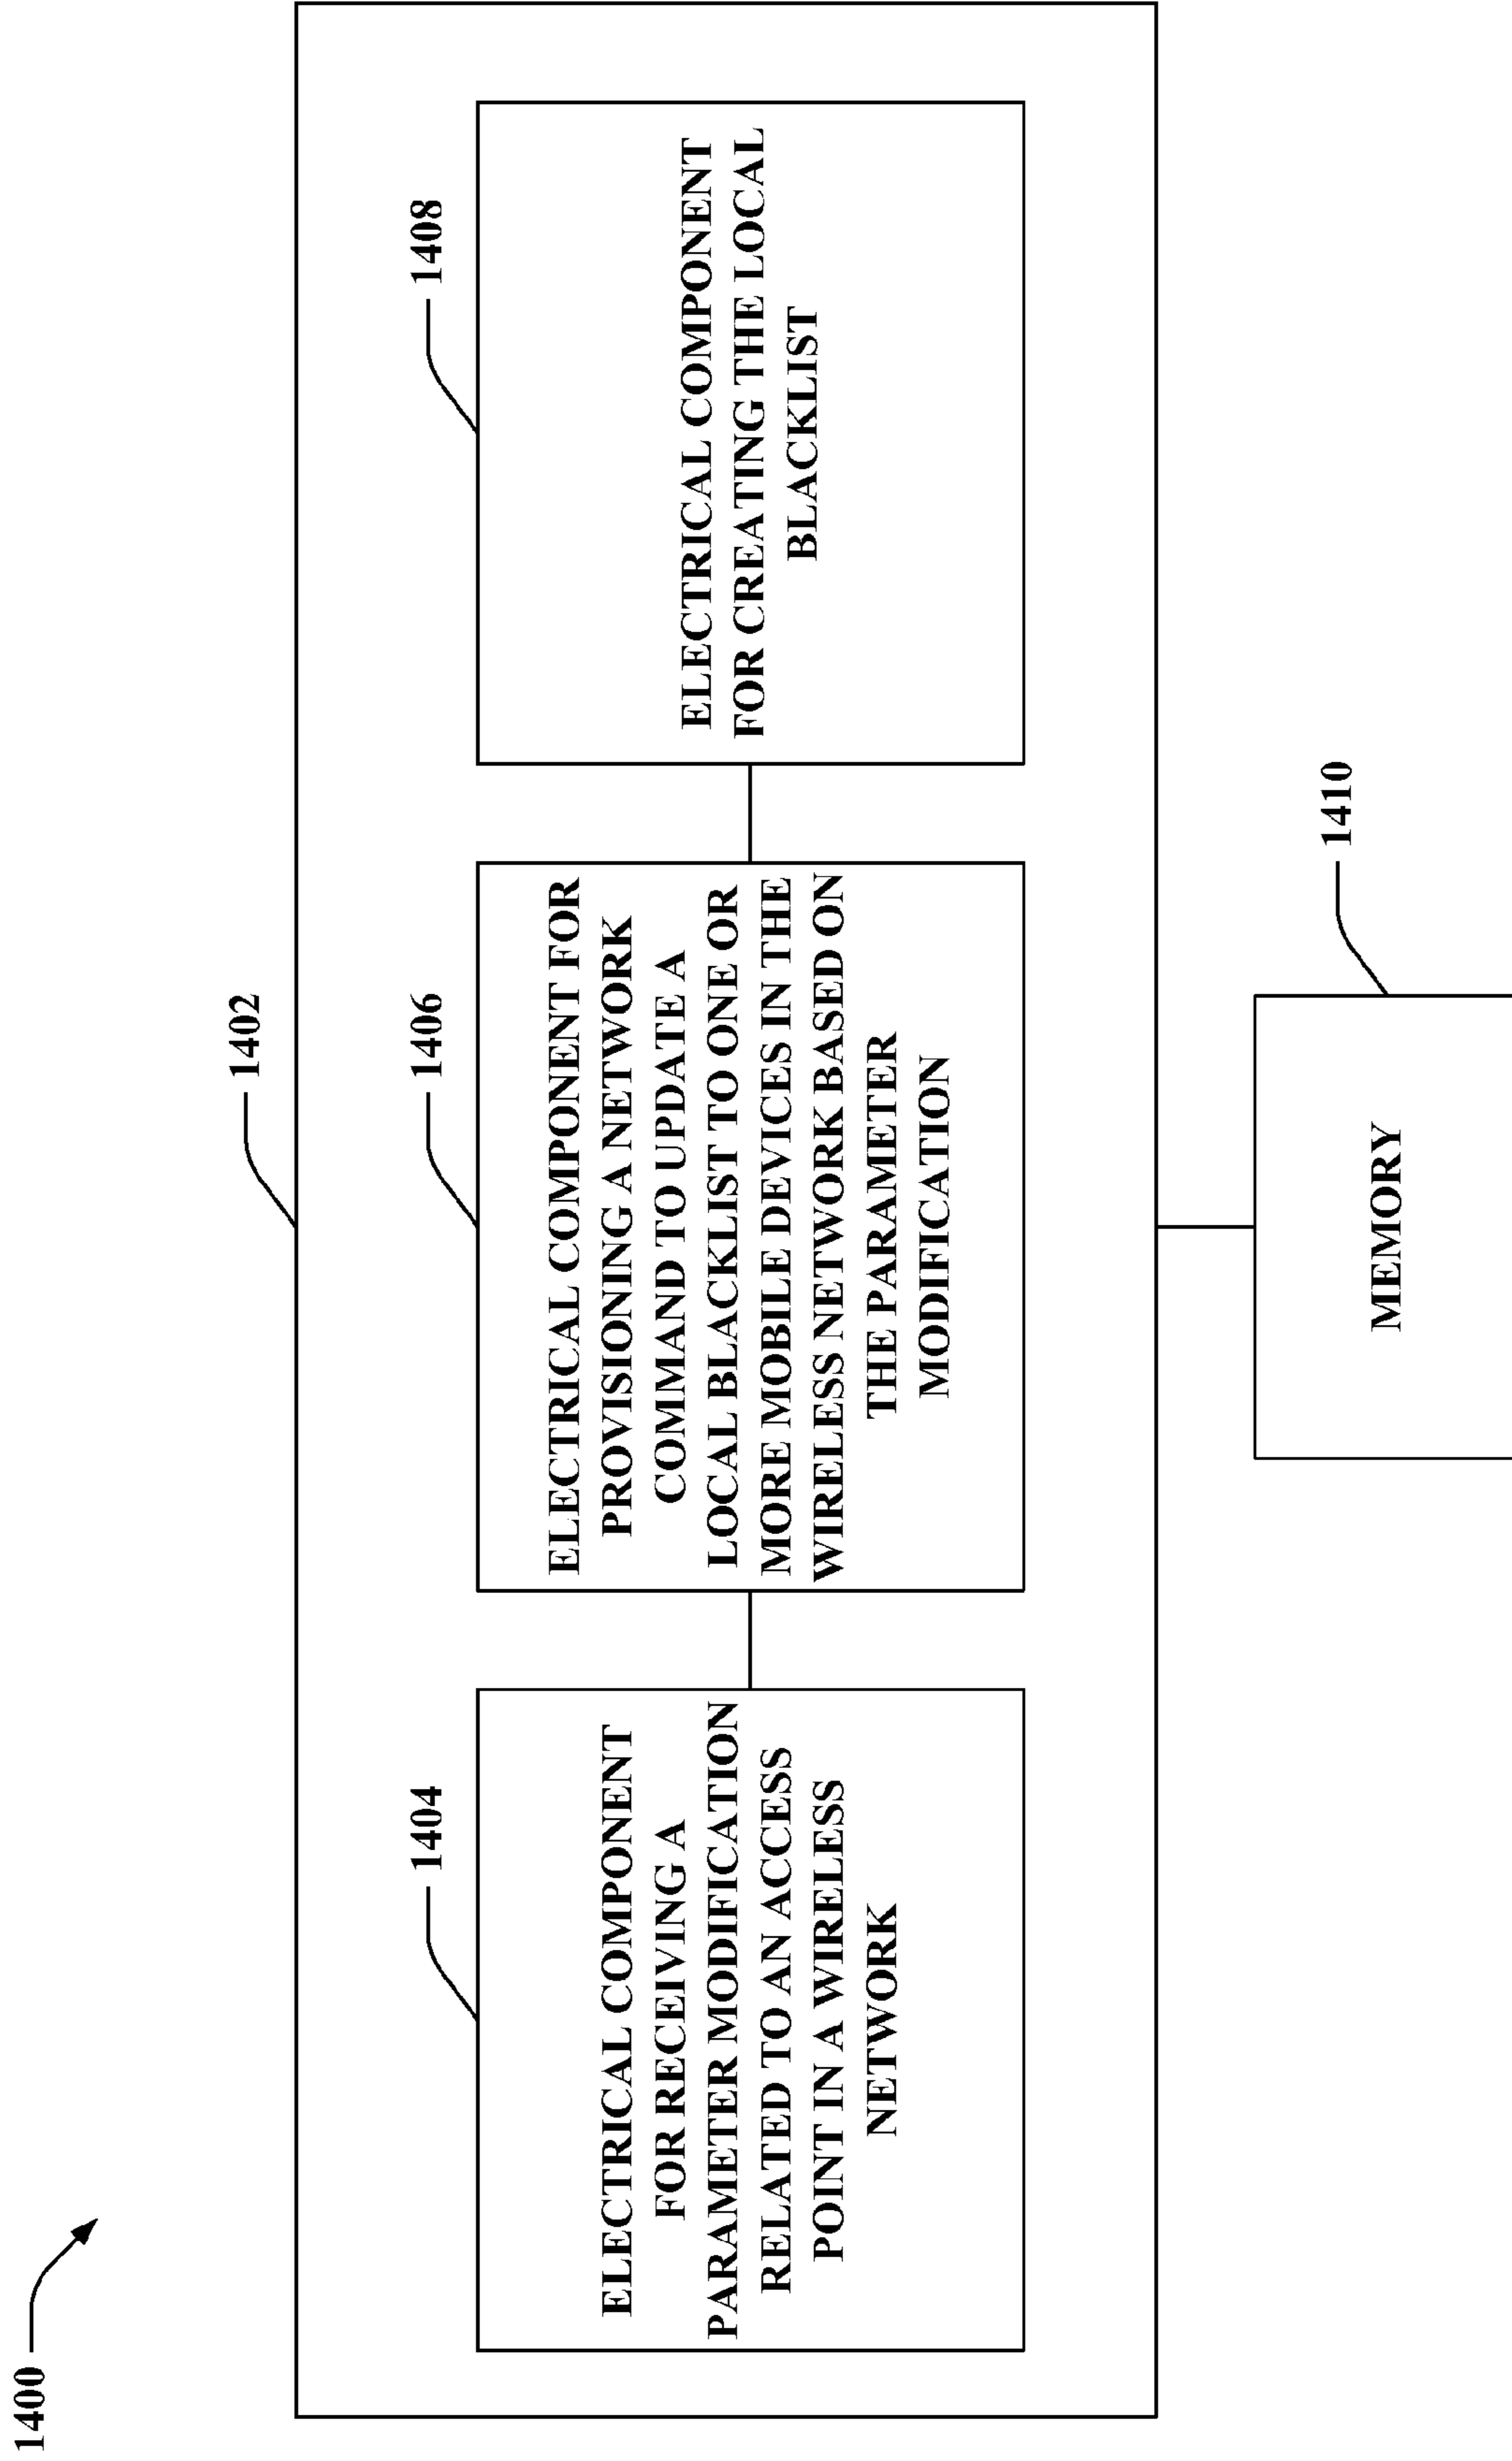 1400
1402
1404
ELECTRICAL COMPONENT
FOR RECEIVING A
PARAMETER MODIFICATION
RELATED TO AN ACCESS
POINT IN A WIRELESS
NETWORK
1406
ELECTRICAL COMPONENT FOR
PROVISIONING A NETWORK
COMMAND TO UPDATE A
LOCAL BLACKLIST TO ONE OR
MORE MOBILE DEVICES IN THE
WIRELESS NETWORK BASED ON
THE PARAMETER
MODIFICATION
1408
ELECTRICAL COMPONENT
FOR CREATING THE LOCAL
BLACKLIST
1410
MEMORY